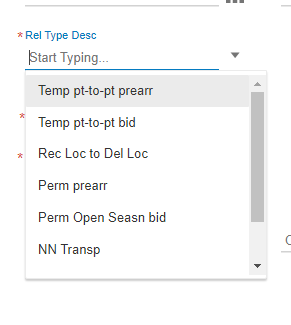 * Rel Type Desc
Start Typing...
Temp pt-to-pt prearr
* Temp pt-to-pt bid
* Rec Loc to Del Loc
Perm prearr
Perm Open Seasn bid
NN Transp